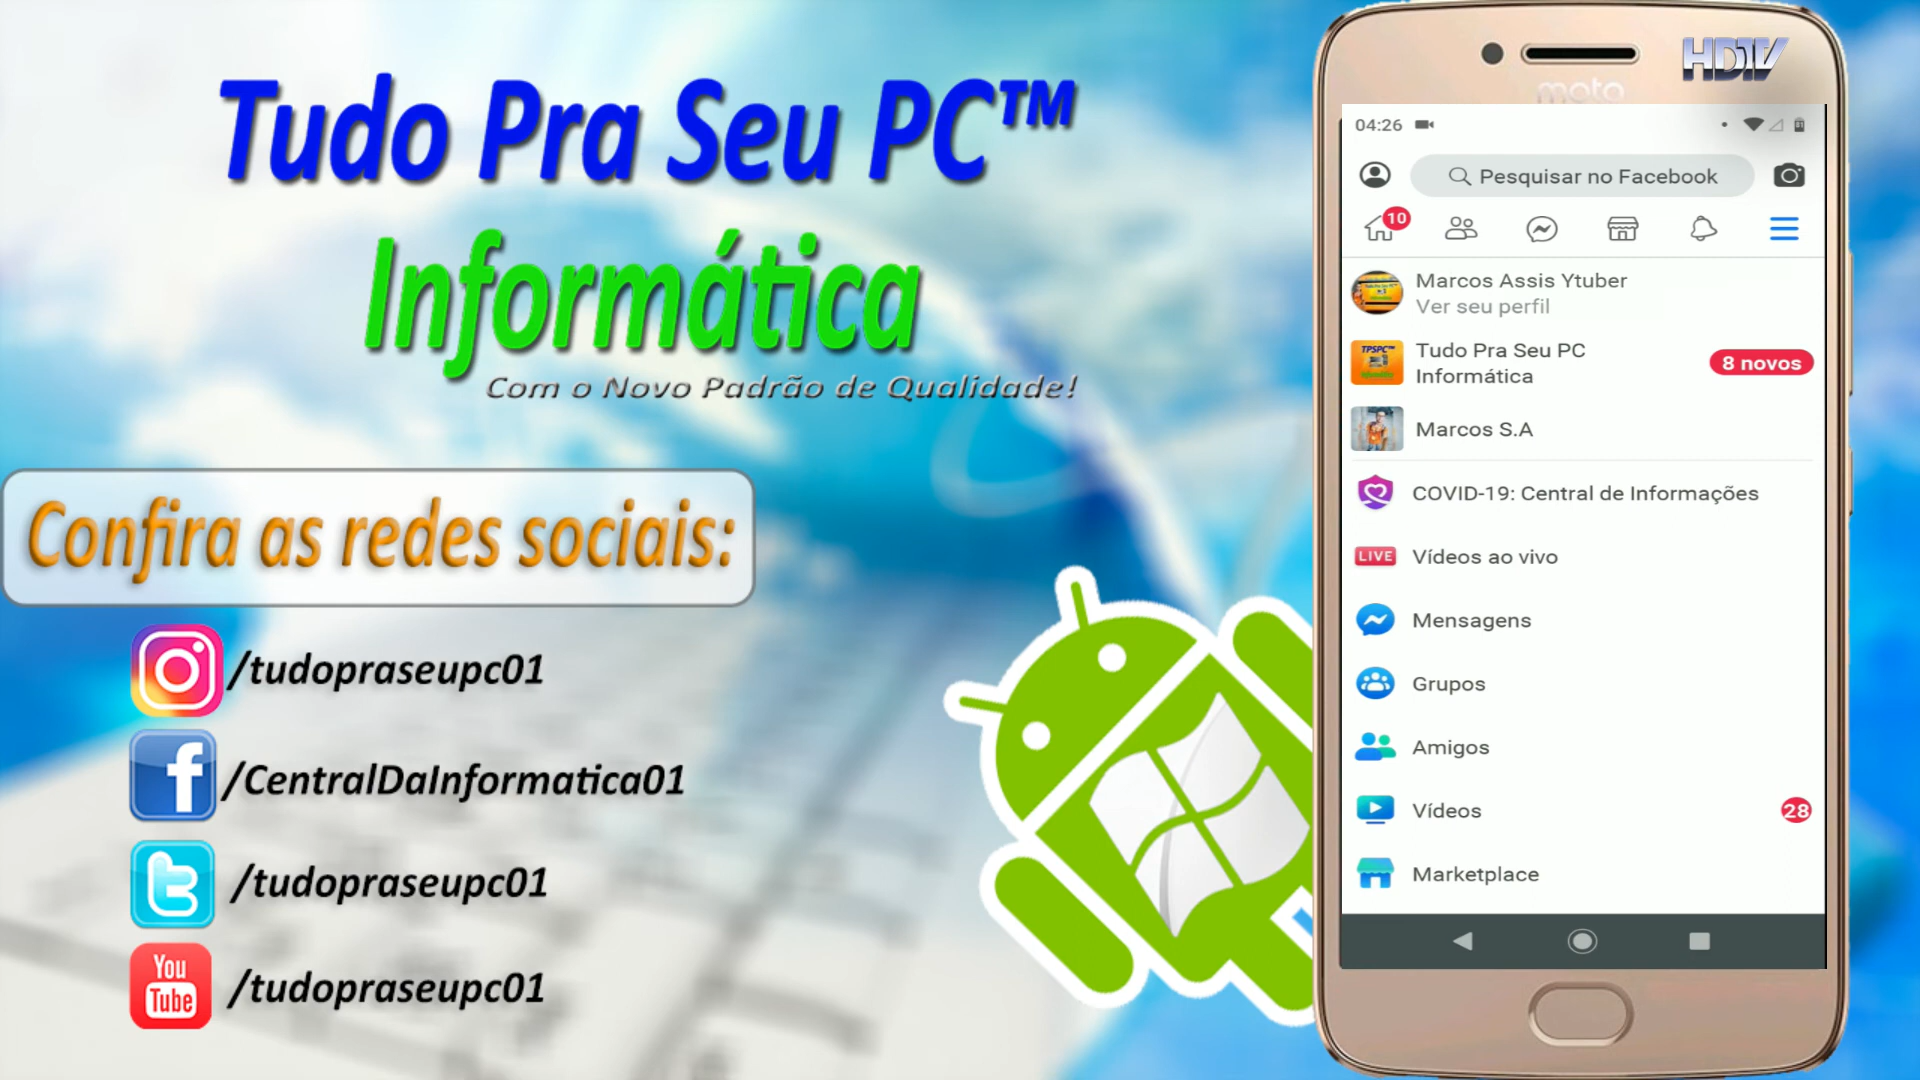 Tudo Pra Seu PC™
Informática
Com o Novo Padrão de Qualidade!
Confira as redes sociais:
/tudopraseupc01
/CentralDaInformatica01
/tudopraseupc01
You
Tube
/tudopraseupc01
HDTV
moto
04:26
Pesquisar no Facebook
10
Marcos Assis Ytuber
Ver seu perfil
TPSPC™
Tudo Pra Seu PC
Informática
8 novos
Marcos S.A
COVID-19: Central de Informações
LIVE
Vídeos ao vivo
Mensagens
Grupos
Amigos
Vídeos
28
Marketplace